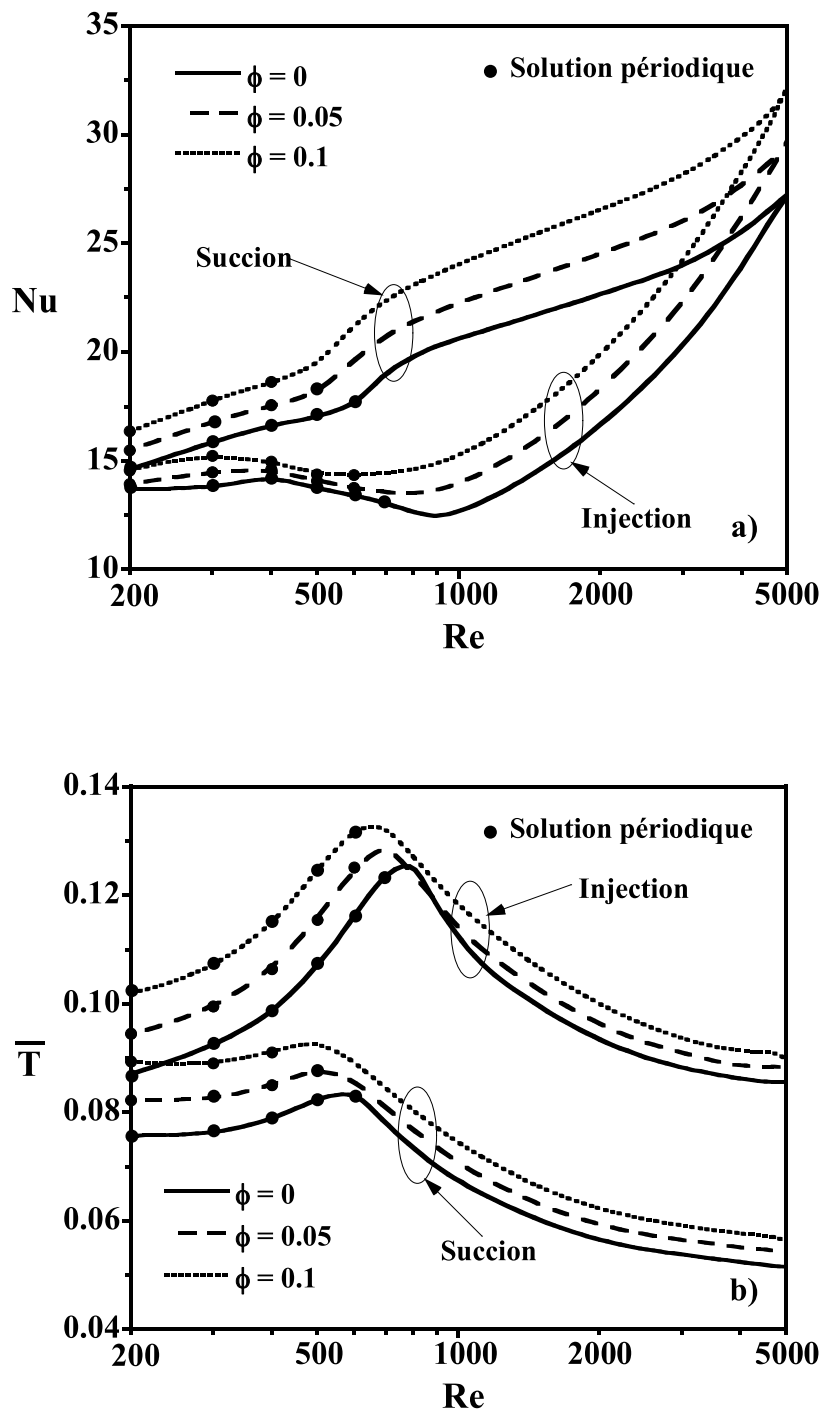 35
ϕ = 0
Solution périodique
ϕ = 0.05
30
ϕ = 0.1
25
Succion
Nu
20
15
Injection
a)
10
200
500
1000
2000
5000
Re
0.14
Solution périodique
Injection
0.12
0.10
T̅
0.08
ϕ = 0
0.06
ϕ = 0.05
Succion
ϕ = 0.1
b)
0.04
200
500
1000
2000
5000
Re